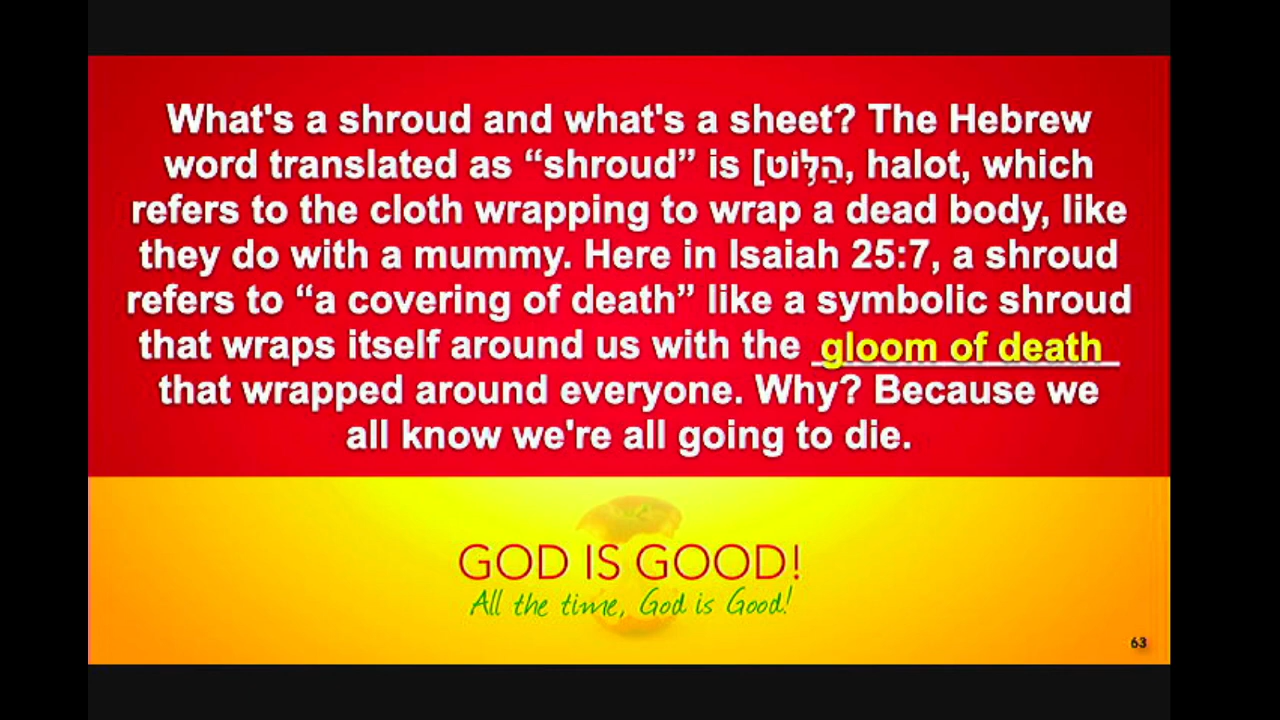 What's a shroud and what's a sheet? The Hebrew
word translated as “shroud” is [הַלּ֛וֹט, halot, which
refers to the cloth wrapping to wrap a dead body, like
they do with a mummy. Here in Isaiah 25:7, a shroud
refers to “a covering of death” like a symbolic shroud
that wraps itself around us with the gloom of death
that wrapped around everyone. Why? Because we
all know we're all going to die.
GOD IS GOOD!
All the time, God is Good!
63